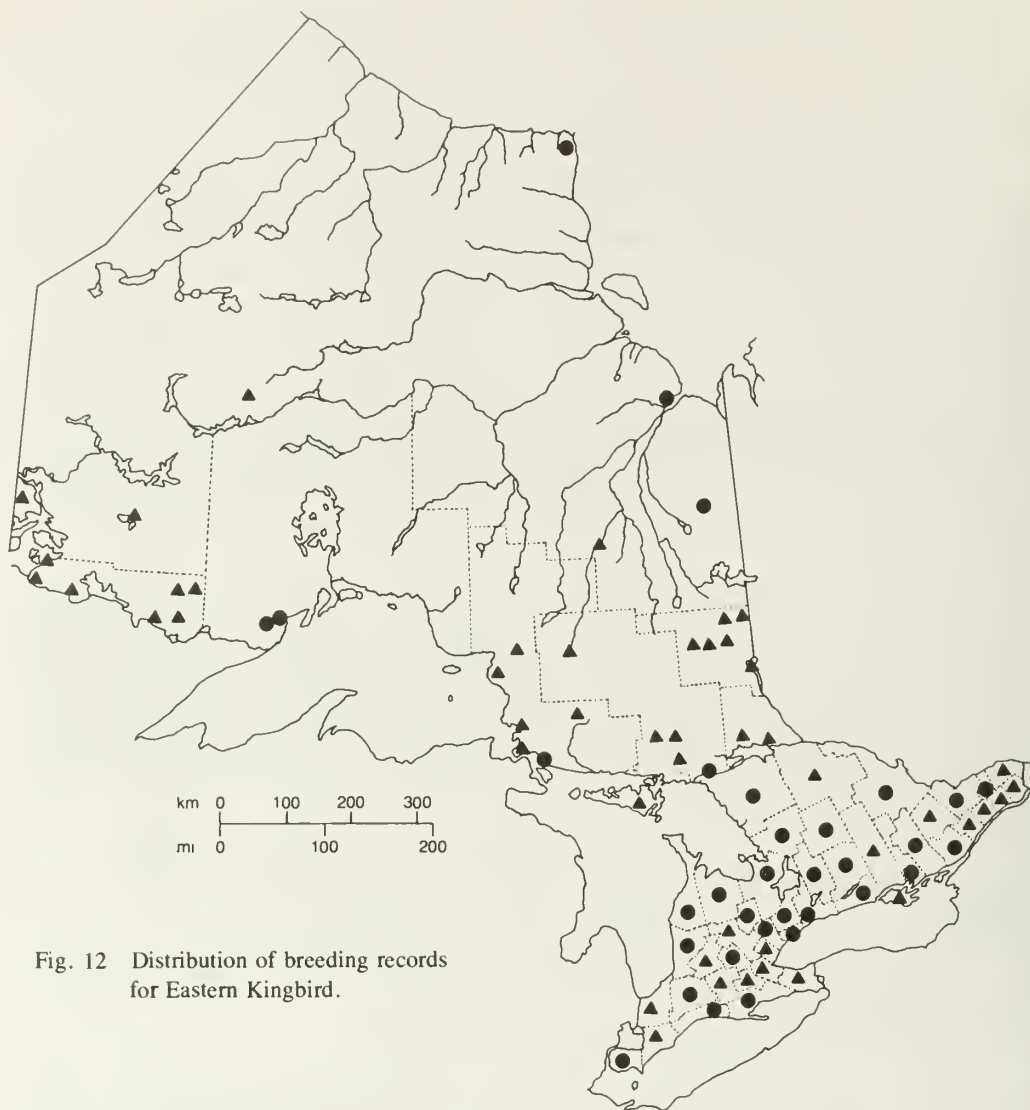 km 0 100 200 300
mi 0 100 200
Fig. 12 Distribution of breeding records
for Eastern Kingbird.